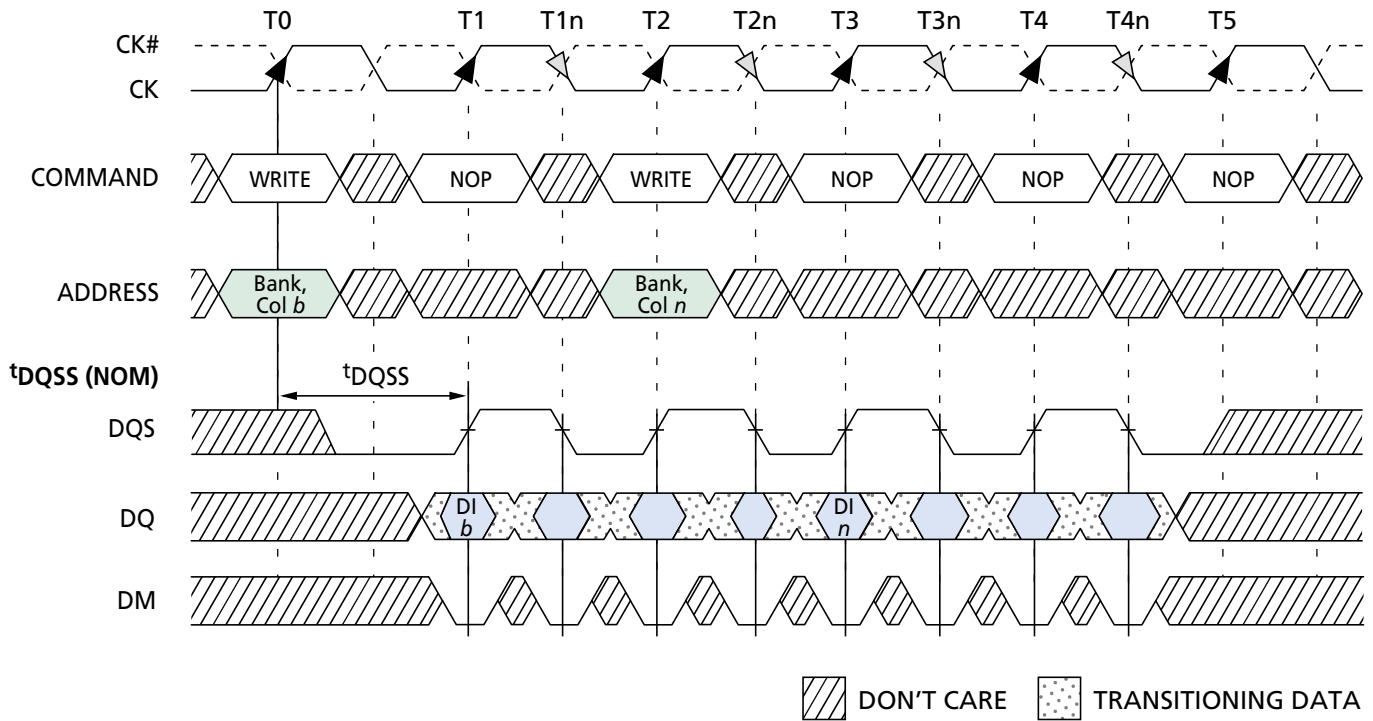 T0 T1 T1n T2 T2n T3 T3n T4 T4n T5
CK#
CK
COMMAND WRITE NOP WRITE NOP NOP NOP
ADDRESS Bank, Col b Bank, Col n
tDQSS (NOM) tDQSS
DQS
DQ DI b DI n
DM
DON'T CARE TRANSITIONING DATA